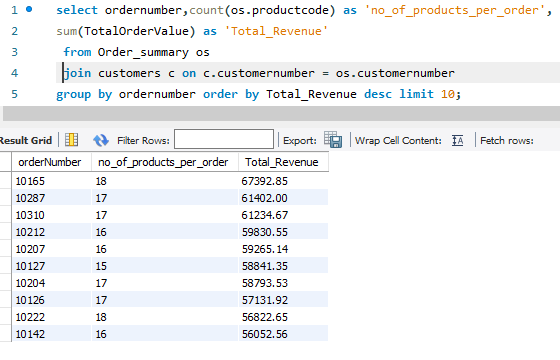 1 select ordernumber,count(os.productcode) as 'no_of_products_per_order',
2 sum(TotalOrderValue) as 'Total_Revenue'
3 from Order_summary os
4 join customers c on c.customernumber = os.customernumber
5 group by ordernumber order by Total_Revenue desc limit 10;
Result Grid Filter Rows: Export: Wrap Cell Content: IA Fetch rows:
orderNumber no_of_products_per_order Total_Revenue
10165 18 67392.85
10287 17 61402.00
10310 17 61234.67
10212 16 59830.55
10207 16 59265.14
10127 15 58841.35
10204 17 58793.53
10126 17 57131.92
10222 18 56822.65
10142 16 56052.56